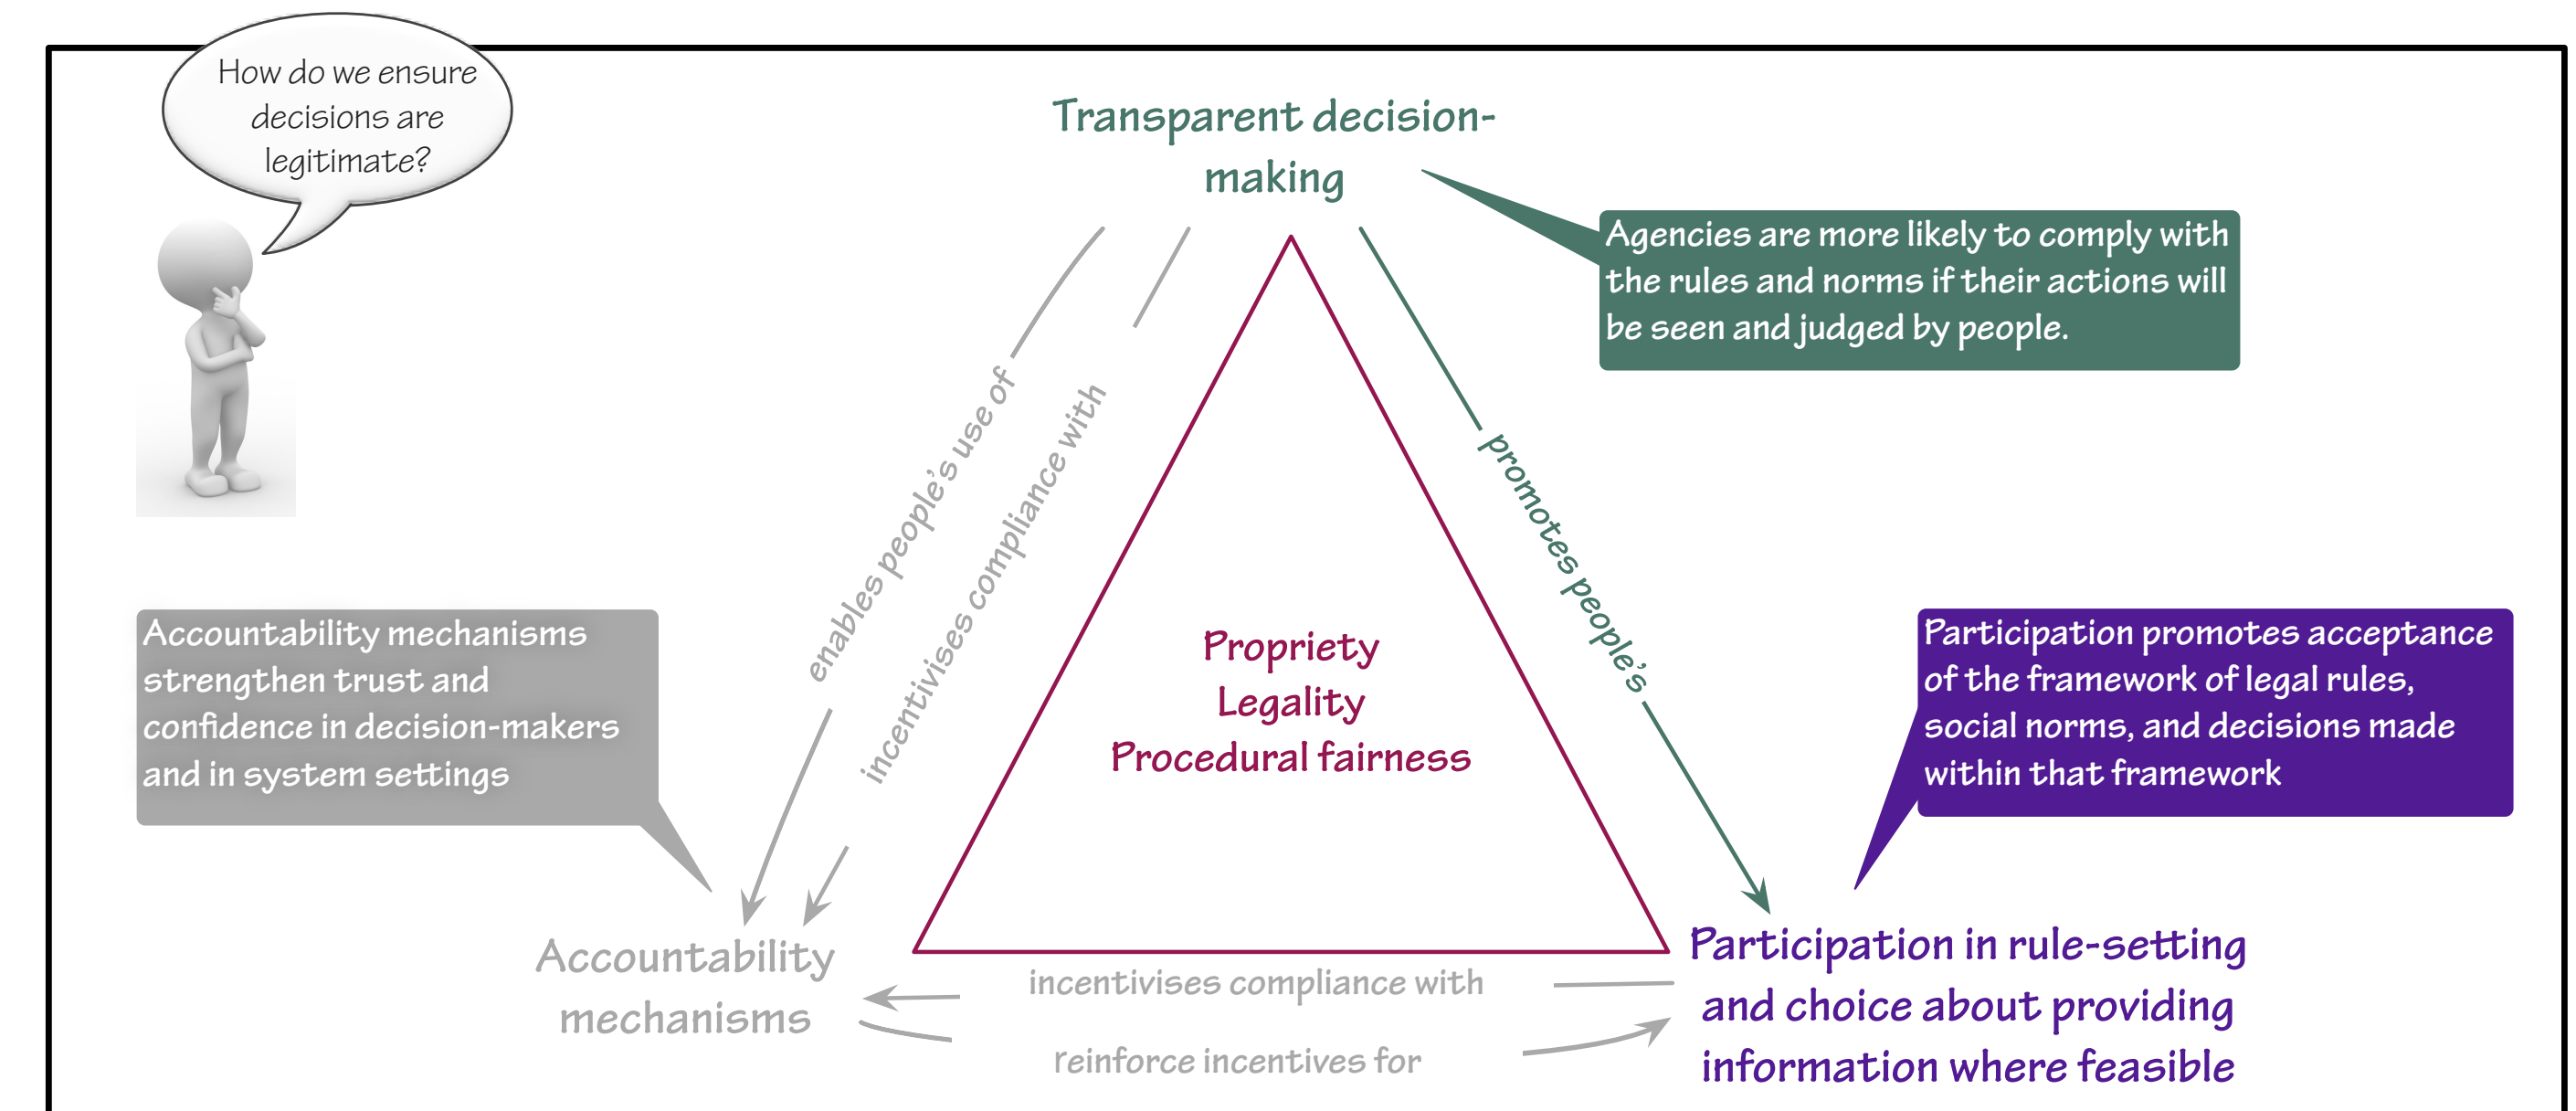 How do we ensure
decisions are
legitimate?
Transparent decision-
making
Agencies are more likely to comply with
the rules and norms if their actions will
be seen and judged by people.
enables people's use of
incentivises compliance with
promotes people's
Propriety
Legality
Procedural fairness
Accountability mechanisms
strengthen trust and
confidence in decision-makers
and in system settings
Participation promotes acceptance
of the framework of legal rules,
social norms, and decisions made
within that framework
Accountability
mechanisms
incentivises compliance with
reinforce incentives for
Participation in rule-setting
and choice about providing
information where feasible